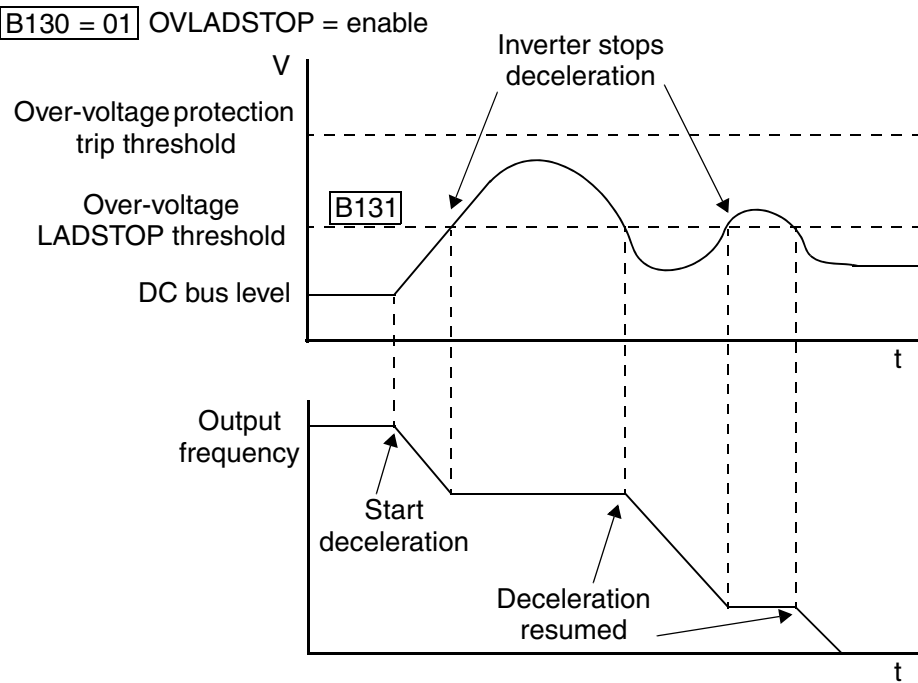 B130 = 01 OVLADSTOP = enable
Inverter stops
deceleration
V
Over-voltage protection
trip threshold
B131
Over-voltage
LADSTOP threshold
DC bus level
t
Output
frequency
Start
deceleration
Deceleration
resumed
t